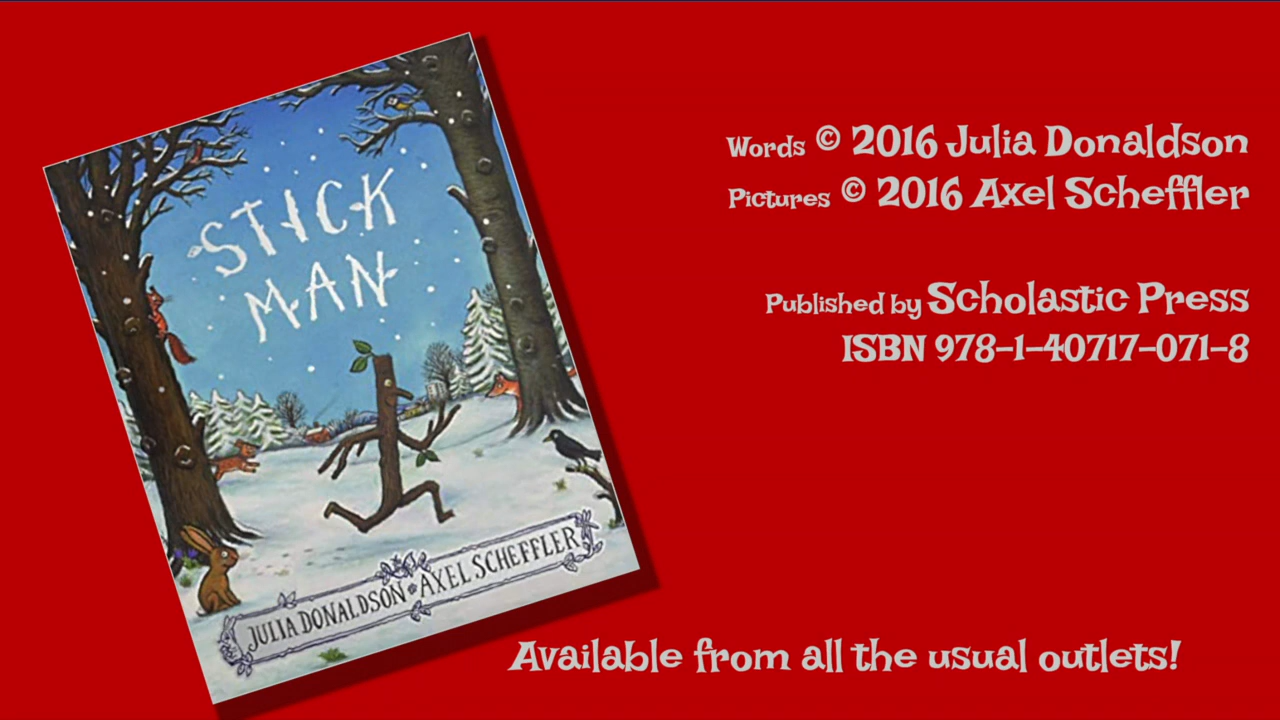 STICK
MAN
JULIA DONALDSON AXEL SCHEFFLER
Words © 2016 Julia Donaldson
Pictures © 2016 Axel Scheffler
Published by Scholastic Press
ISBN 978-1-40717-071-8
Available from all the usual outlets!